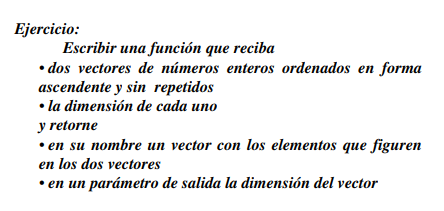 Ejercicio:
Escribir una función que reciba
• dos vectores de números enteros ordenados en forma
ascendente y sin repetidos
• la dimensión de cada uno
y retorne
• en su nombre un vector con los elementos que figuren
en los dos vectores
• en un parámetro de salida la dimensión del vector